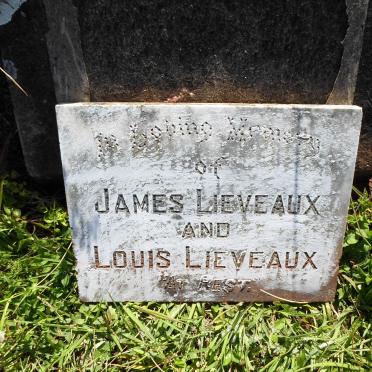 In Loving Memory
of
JAMES LIEVEAUX
AND
LOUIS LIEVEAUX
AT REST